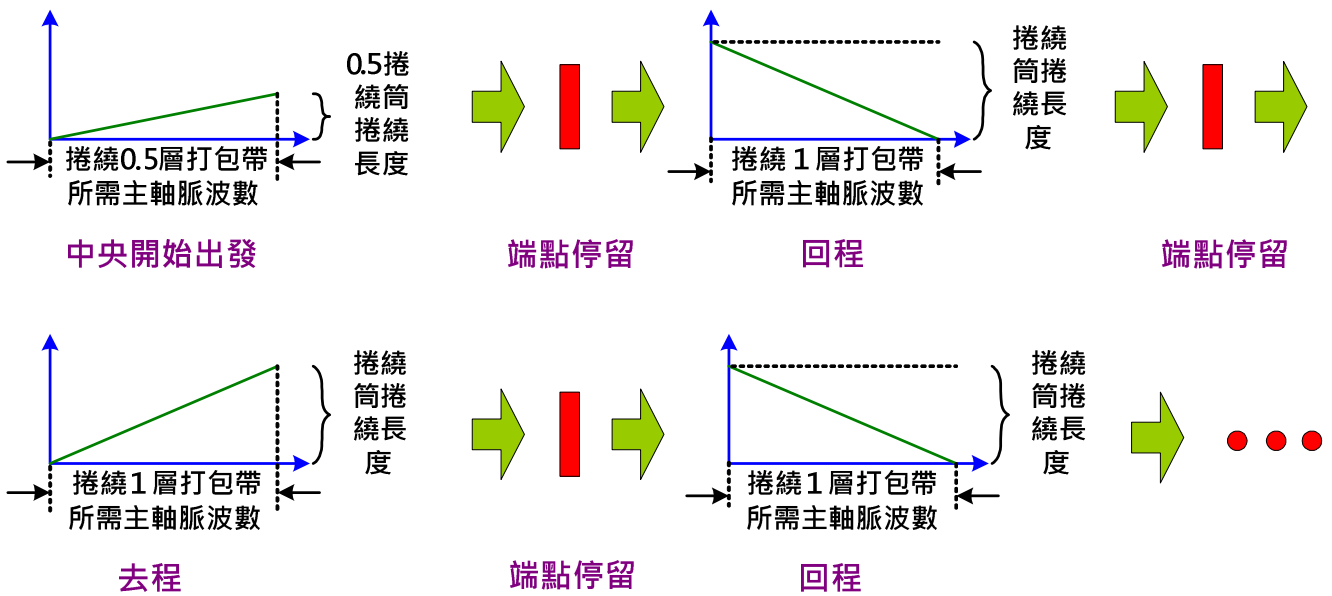 0.5捲
繞筒
捲繞
長度
捲繞0.5層打包帶
所需主軸脈波數
中央開始出發
端點停留
捲繞
筒捲
繞長
度
捲繞 1 層打包帶
所需主軸脈波數
回程
端點停留
捲繞
筒捲
繞長
度
捲繞 1 層打包帶
所需主軸脈波數
去程
端點停留
捲繞
筒捲
繞長
度
捲繞 1 層打包帶
所需主軸脈波數
回程